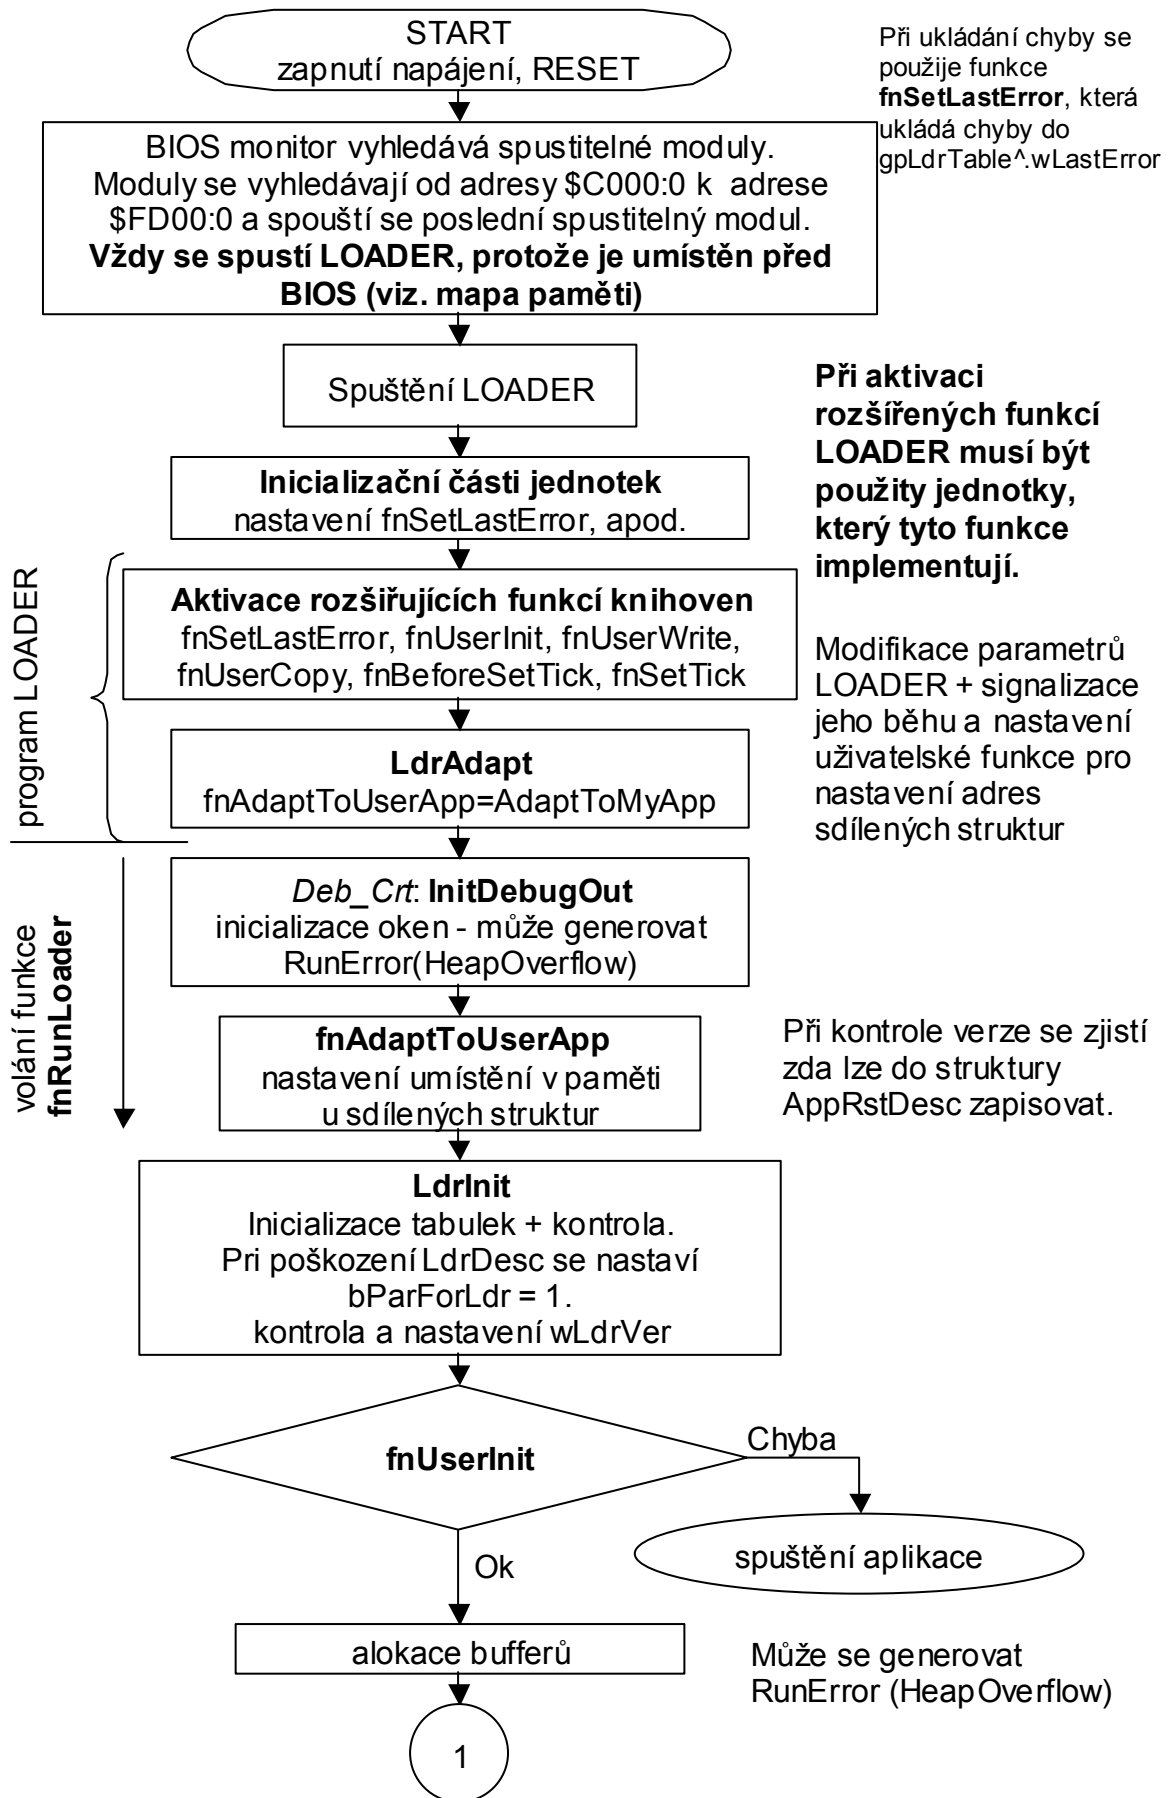 START
zapnutí napájení, RESET
Při ukládání chyby se
použije funkce
fnSetLastError, která
ukládá chyby do
gpLdrTable^.wLastError
BIOS monitor vyhledává spustitelné moduly.
Moduly se vyhledávají od adresy $C000:0 k adrese
$FD00:0 a spouští se poslední spustitelný modul.
Vždy se spustí LOADER, protože je umístěn před
BIOS (viz. mapa paměti)
Spuštění LOADER
Při aktivaci
rozšířených funkcí
LOADER musí být
použity jednotky,
který tyto funkce
implementují.
Inicializační části jednotek
nastavení fnSetLastError, apod.
program LOADER
Aktivace rozšiřujících funkcí knihoven
fnSetLastError, fnUserInit, fnUserWrite,
fnUserCopy, fnBeforeSetTick, fnSetTick
Modifikace parametrů
LOADER + signalizace
jeho běhu a nastavení
uživatelské funkce pro
nastavení adres
sdílených struktur
LdrAdapt
fnAdaptToUserApp=AdaptToMyApp
volání funkce
fnRunLoader
Deb_Crt: InitDebugOut
inicializace oken - může generovat
RunError(HeapOverflow)
fnAdaptToUserApp
nastavení umístění v paměti
u sdílených struktur
Při kontrole verze se zjistí
zda lze do struktury
AppRstDesc zapisovat.
LdrInit
Inicializace tabulek + kontrola.
Pri poškození LdrDesc se nastaví
bParForLdr = 1.
kontrola a nastavení wLdrVer
fnUserInit
Chyba
spuštění aplikace
Ok
alokace bufferů
Může se generovat
RunError (HeapOverflow)
1